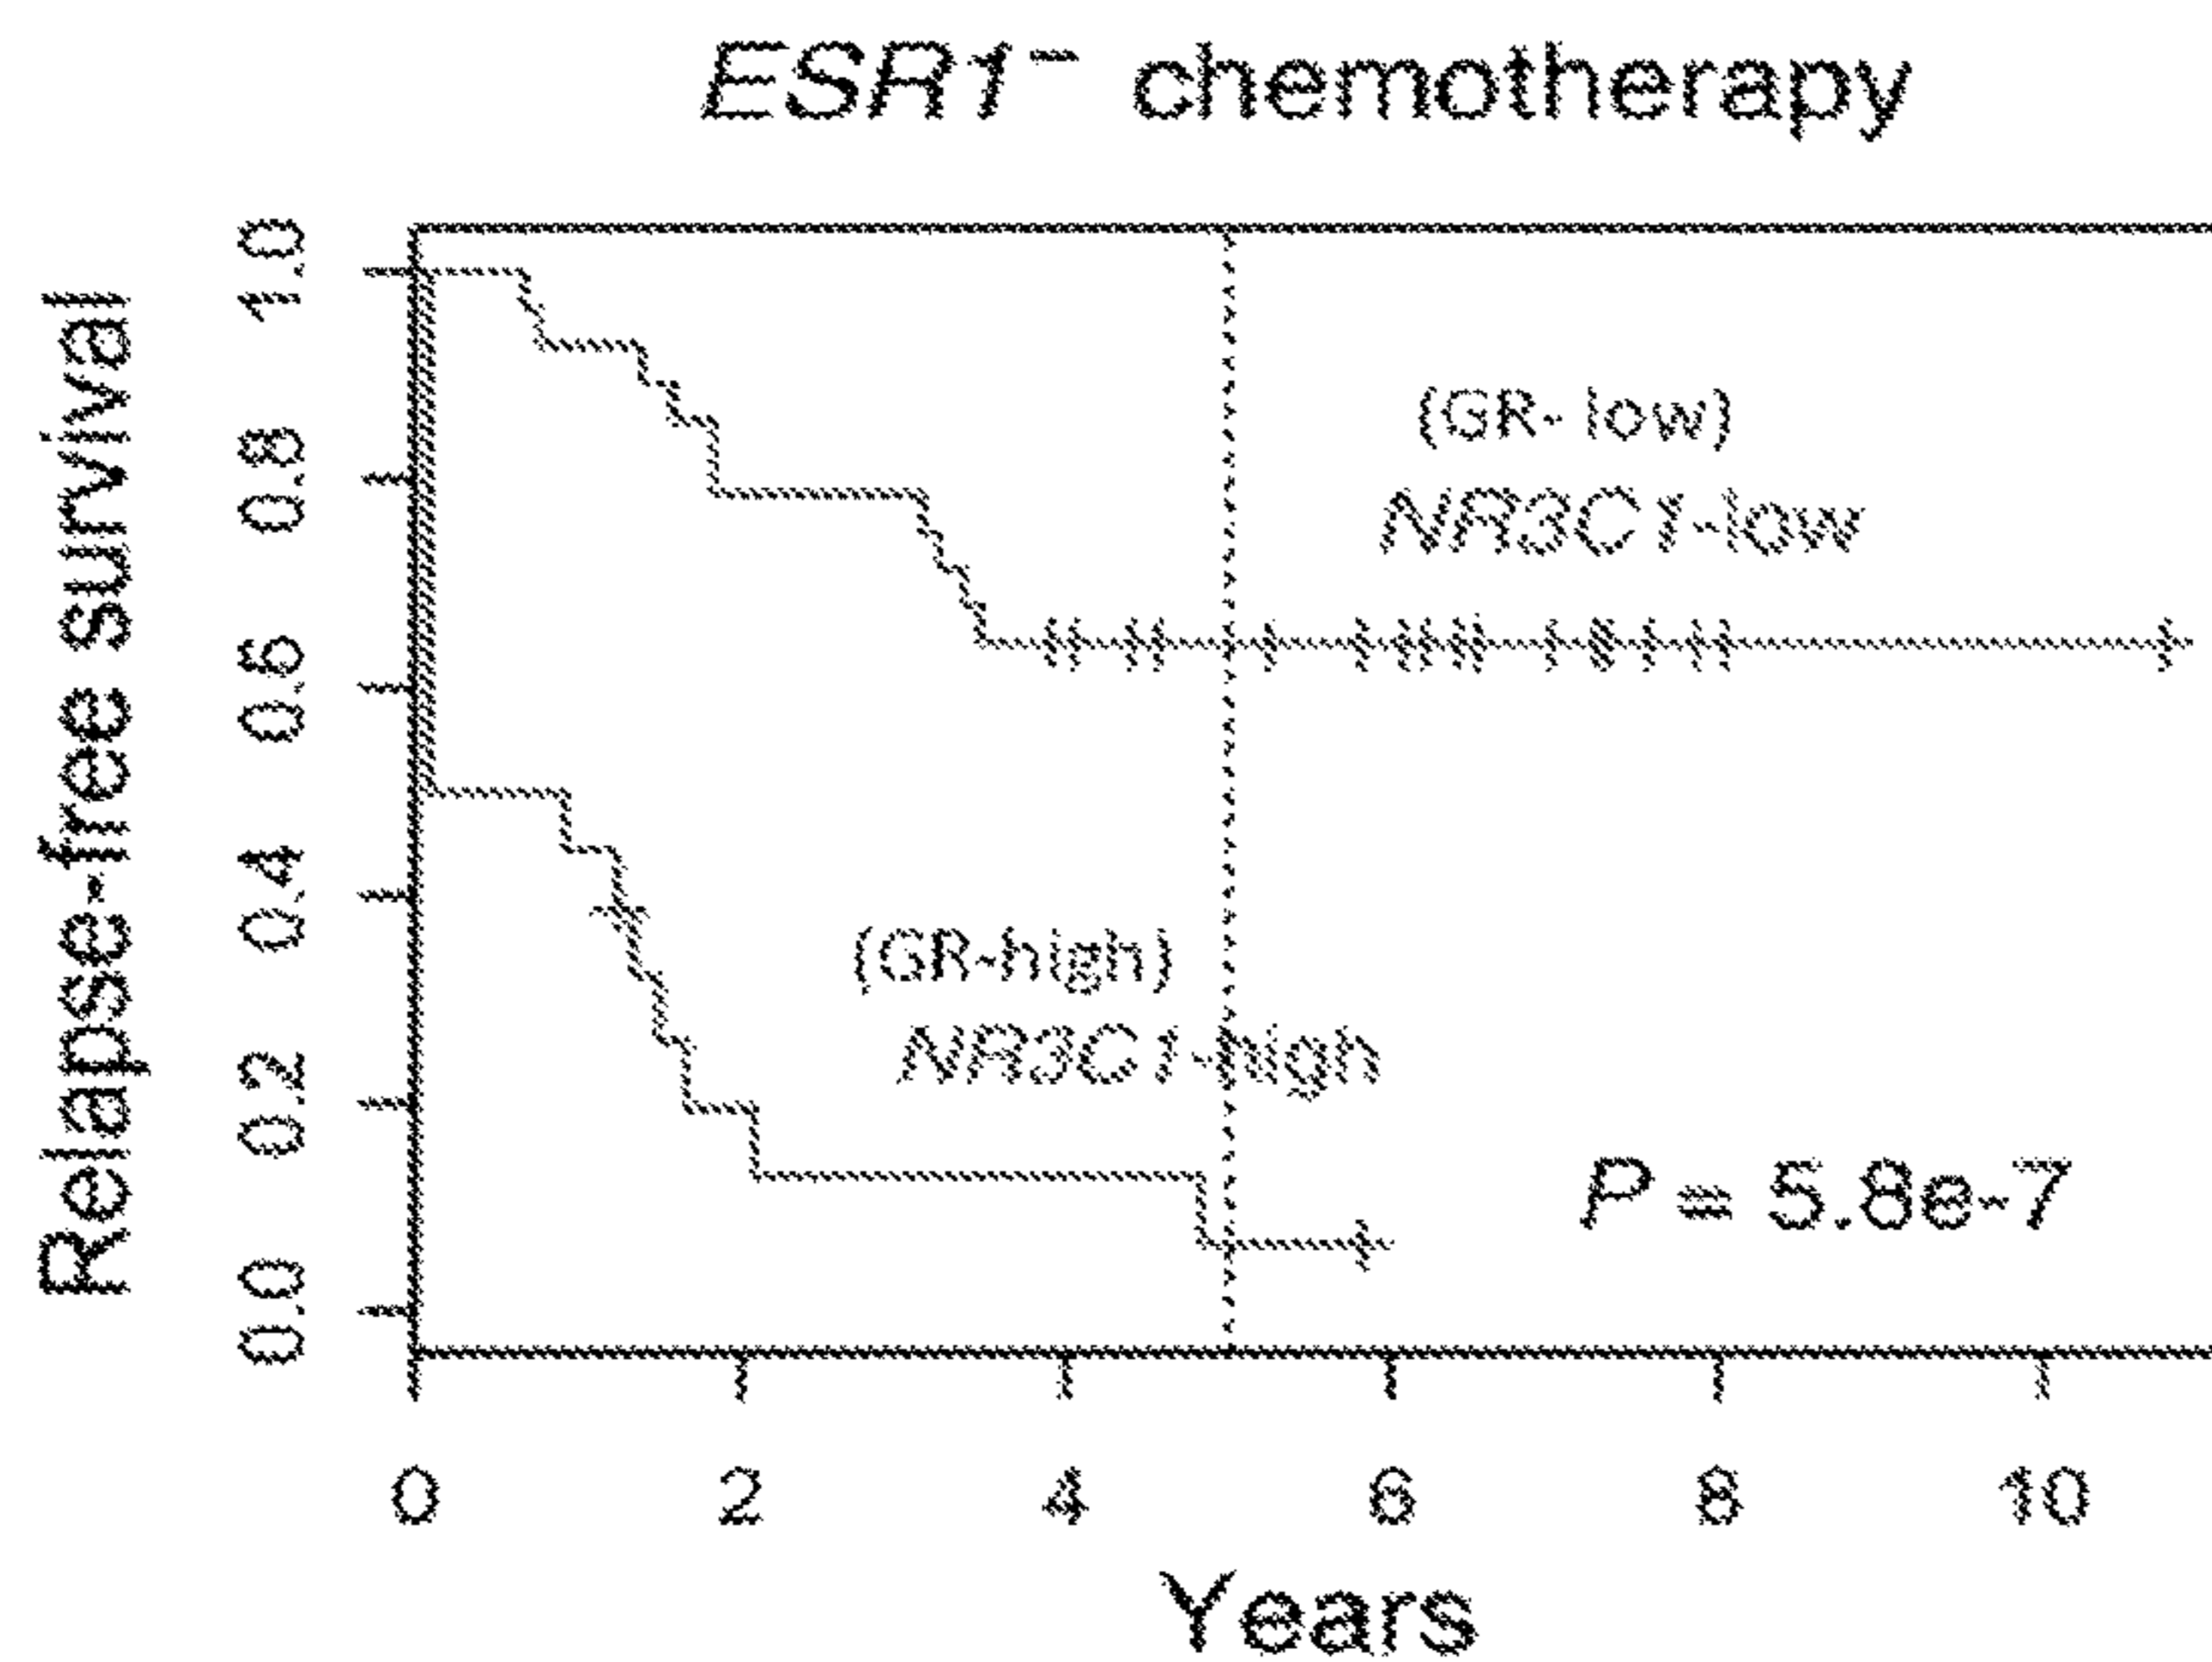 ESR1⁻ chemotherapy
Relapse-free survival
1.0
0.8
0.6
0.4
0.2
0.0
(GR- low)
NR3C1-low
(GR-high)
NR3C1-high
P = 5.8e-7
0 2 4 6 8 10
Years